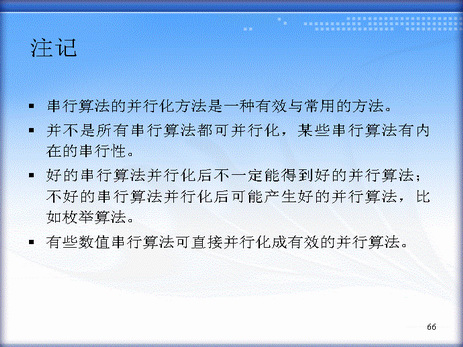 注记
▪ 串行算法的并行化方法是一种有效与常用的方法。
▪ 并不是所有串行算法都可并行化，某些串行算法有内
在的串行性。
▪ 好的串行算法并行化后不一定能得到好的并行算法；
不好的串行算法并行化后可能产生好的并行算法，比
如枚举算法。
▪ 有些数值串行算法可直接并行化成有效的并行算法。
66